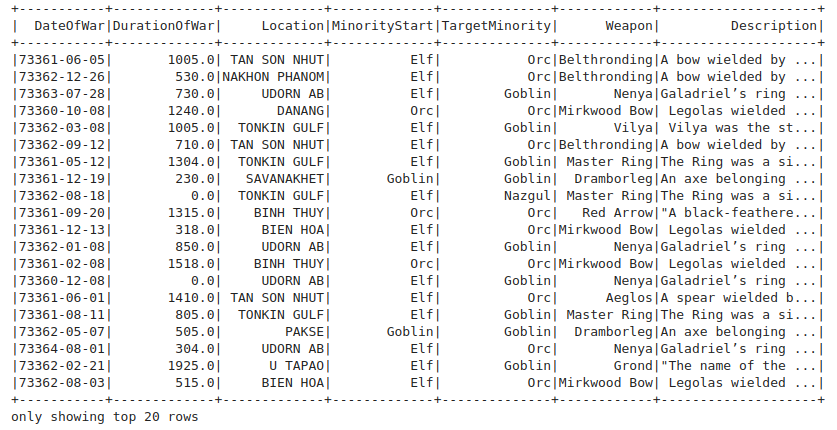 +-----------+-------------+-------------+-------------+--------------+------------+--------------------+
|  DateOfWar|DurationOfWar|     Location|MinorityStart|TargetMinority|      Weapon|         Description|
+-----------+-------------+-------------+-------------+--------------+------------+--------------------+
|73361-06-05|       1005.0| TAN SON NHUT|          Elf|           Orc|Belthronding|A bow wielded by ...|
|73362-12-26|        530.0|NAKHON PHANOM|          Elf|           Orc|Belthronding|A bow wielded by ...|
|73363-07-28|        730.0|     UDORN AB|          Elf|        Goblin|       Nenya|Galadriel’s ring ...|
|73360-10-08|       1240.0|       DANANG|          Orc|           Orc|Mirkwood Bow| Legolas wielded ...|
|73362-03-08|       1005.0|  TONKIN GULF|          Elf|        Goblin|       Vilya| Vilya was the st...|
|73362-09-12|        710.0| TAN SON NHUT|          Elf|           Orc|Belthronding|A bow wielded by ...|
|73361-05-12|       1304.0|  TONKIN GULF|          Elf|        Goblin| Master Ring|The Ring was a si...|
|73361-12-19|        230.0|   SAVANAKHET|       Goblin|        Goblin|  Dramborleg|An axe belonging ...|
|73362-08-18|          0.0|  TONKIN GULF|          Elf|        Nazgul| Master Ring|The Ring was a si...|
|73361-09-20|       1315.0|    BINH THUY|          Orc|           Orc|   Red Arrow|"A black-feathere...|
|73361-12-13|        318.0|     BIEN HOA|          Elf|           Orc|Mirkwood Bow| Legolas wielded ...|
|73362-01-08|        850.0|     UDORN AB|          Elf|        Goblin|       Nenya|Galadriel’s ring ...|
|73361-02-08|       1518.0|    BINH THUY|          Orc|           Orc|Mirkwood Bow| Legolas wielded ...|
|73360-12-08|          0.0|     UDORN AB|          Elf|        Goblin|       Nenya|Galadriel’s ring ...|
|73361-06-01|       1410.0| TAN SON NHUT|          Elf|           Orc|      Aeglos|A spear wielded b...|
|73361-08-11|        805.0|  TONKIN GULF|          Elf|        Goblin| Master Ring|The Ring was a si...|
|73362-05-07|        505.0|        PAKSE|       Goblin|        Goblin|  Dramborleg|An axe belonging ...|
|73364-08-01|        304.0|     UDORN AB|          Elf|           Orc|       Nenya|Galadriel’s ring ...|
|73362-02-21|       1925.0|      U TAPAO|          Elf|        Goblin|       Grond|"The name of the ...|
|73362-08-03|        515.0|     BIEN HOA|          Elf|           Orc|Mirkwood Bow| Legolas wielded ...|
+-----------+-------------+-------------+-------------+--------------+------------+--------------------+
only showing top 20 rows